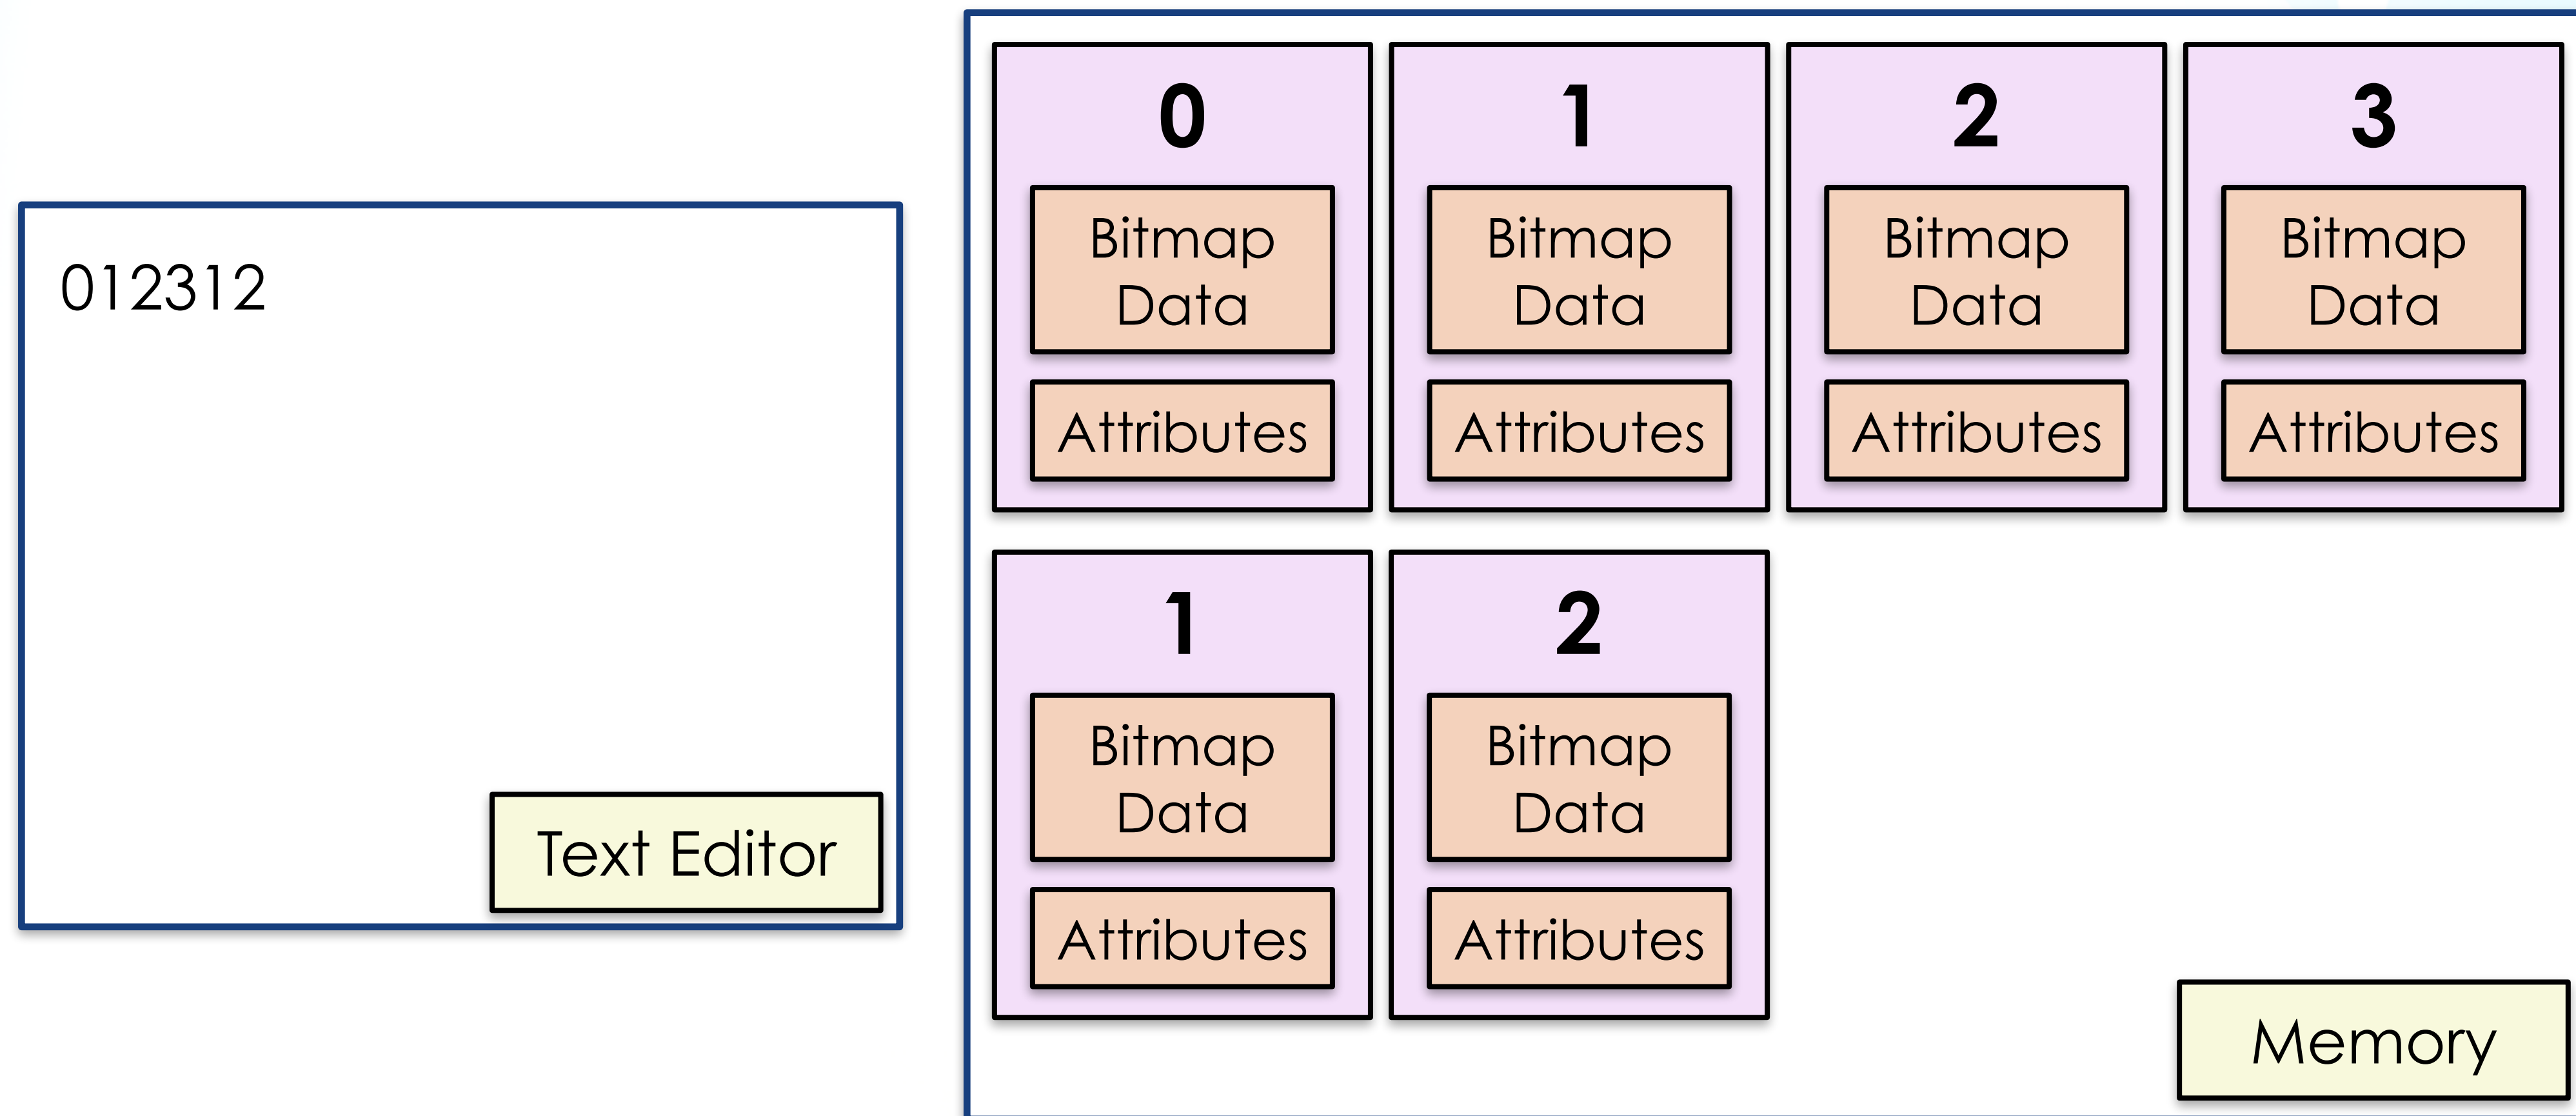 012312
Text Editor
0
Bitmap
Data
Attributes
1
Bitmap
Data
Attributes
2
Bitmap
Data
Attributes
3
Bitmap
Data
Attributes
1
Bitmap
Data
Attributes
2
Bitmap
Data
Attributes
Memory